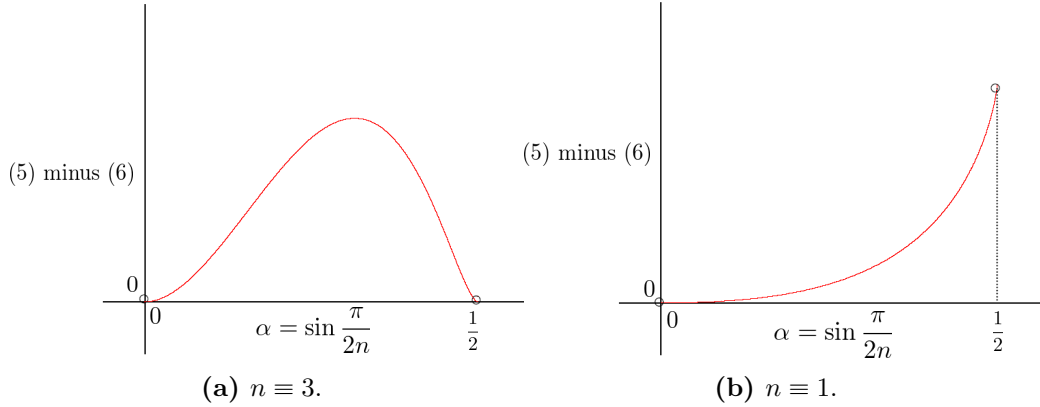 (5) minus (6)
0
0
α = sin π/2n
1/2
(a) n ≡ 3.
(5) minus (6)
0
0
α = sin π/2n
1/2
(b) n ≡ 1.